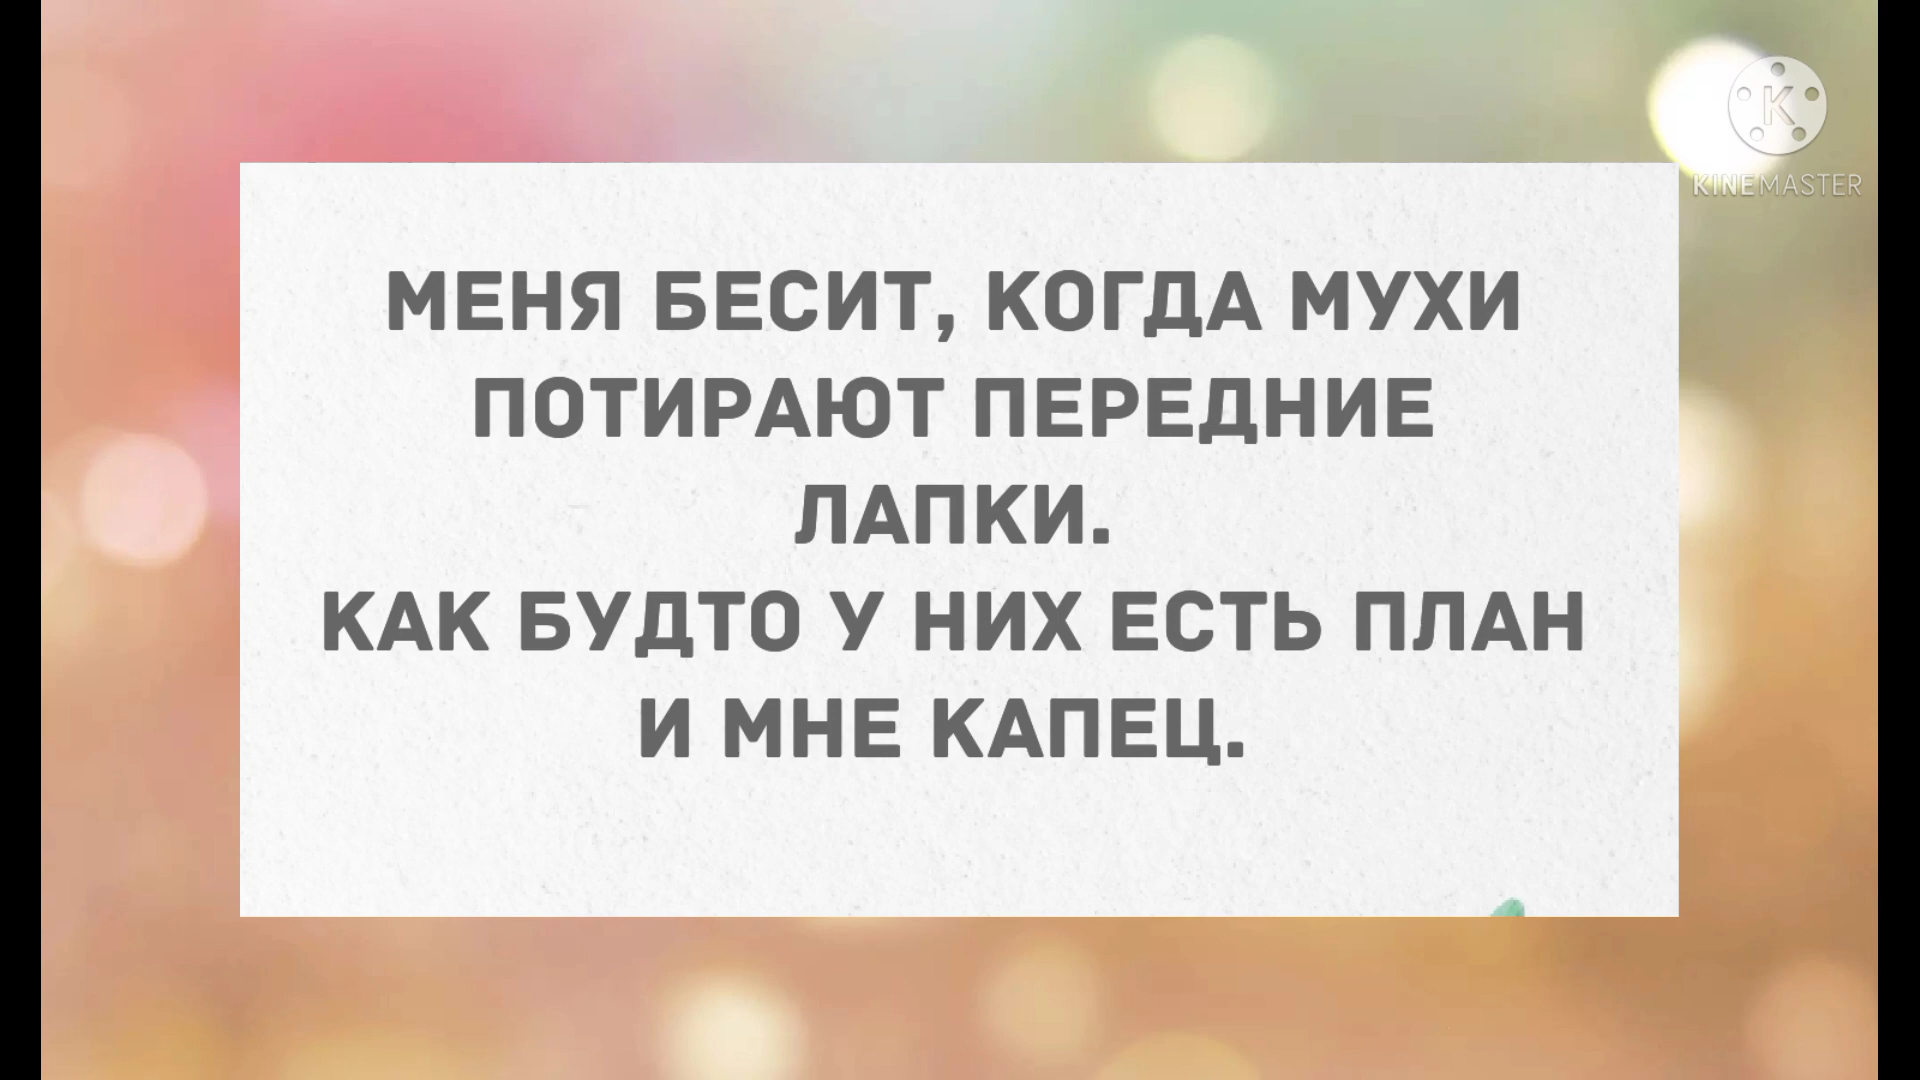 KINEMASTER
МЕНЯ БЕСИТ, КОГДА МУХИ
ПОТИРАЮТ ПЕРЕДНИЕ
ЛАПКИ.
КАК БУДТО У НИХ ЕСТЬ ПЛАН
И МНЕ КАПЕЦ.